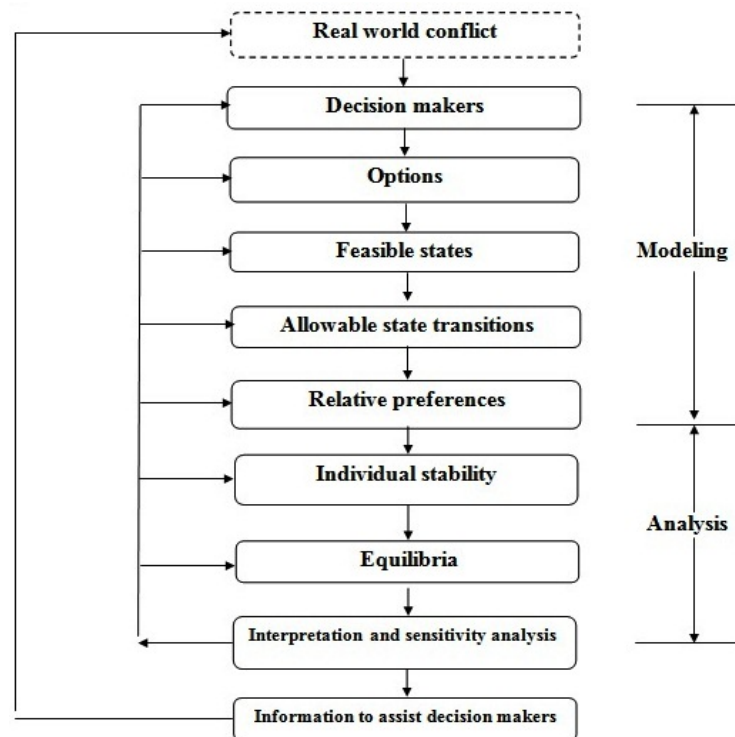 Real world conflict
Decision makers
Options
Feasible states
Modeling
Allowable state transitions
Relative preferences
Individual stability
Analysis
Equilibria
Interpretation and sensitivity analysis
Information to assist decision makers